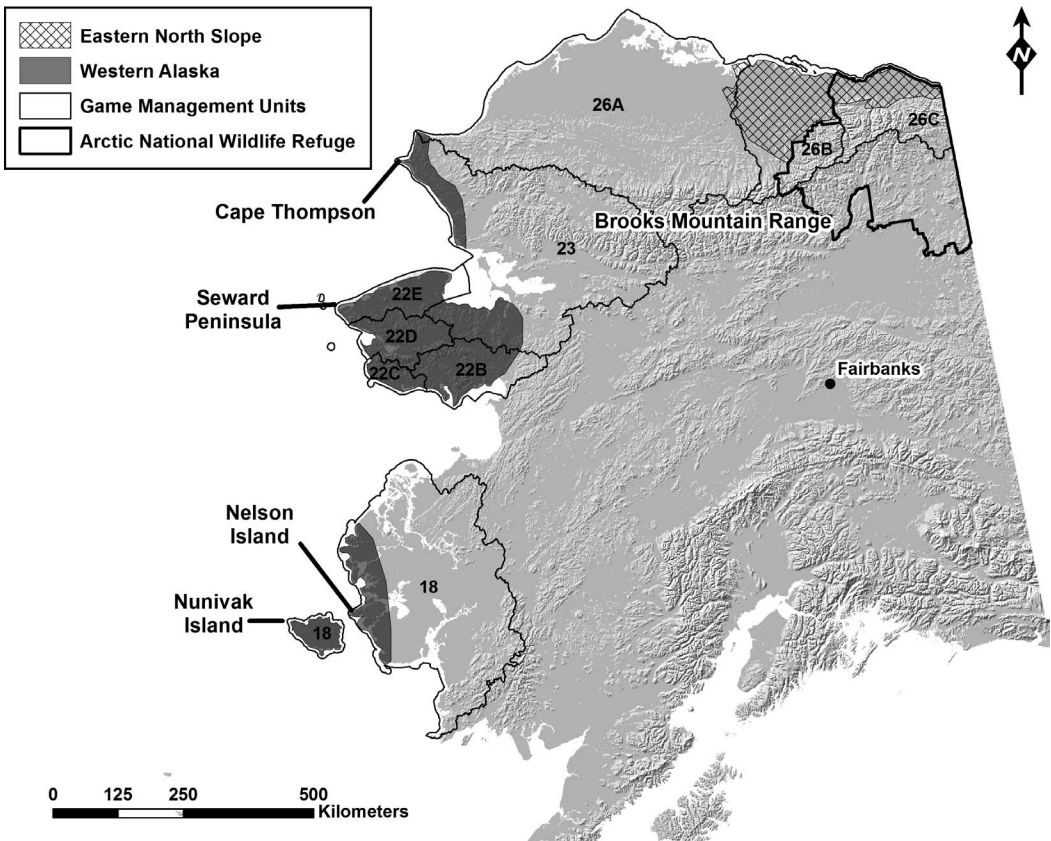 Eastern North Slope
Western Alaska
Game Management Units
Arctic National Wildlife Refuge
N
26A
26B
26C
Cape Thompson
Brooks Mountain Range
23
Seward
Peninsula
22E
22D
22C
22B
Fairbanks
Nelson
Island
18
Nunivak
Island
18
0 125 250 500
Kilometers